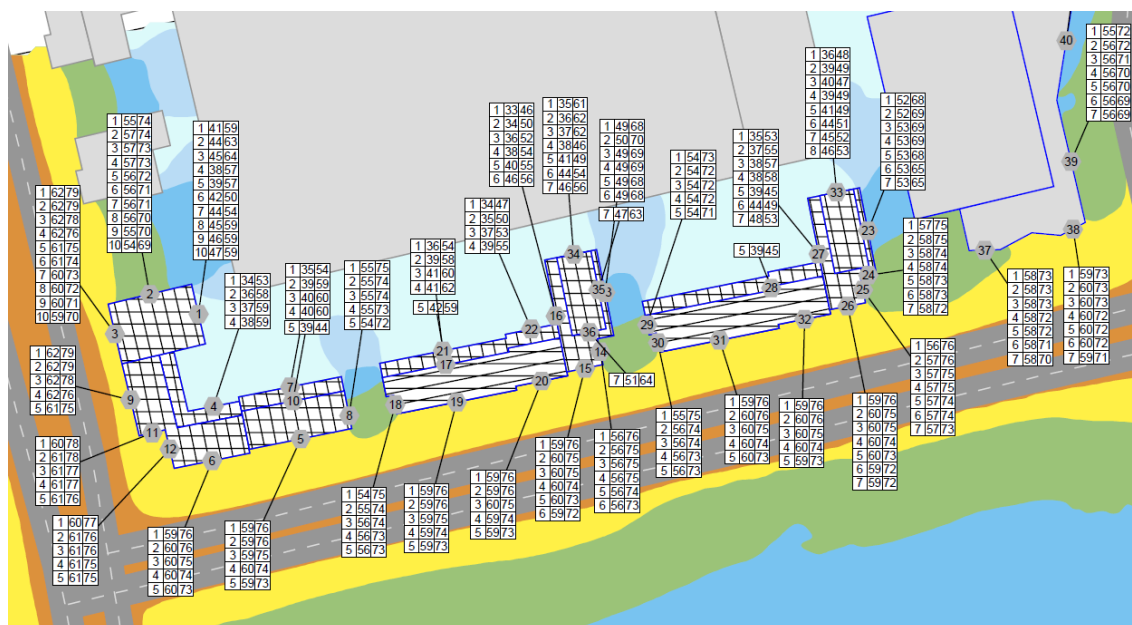 40
1 55 72
2 56 72
3 56 71
4 56 70
5 56 70
6 56 69
7 56 69
1 36 48
2 39 49
3 40 47
4 39 49
5 41 49
6 44 51
7 45 52
8 46 53
1 52 68
2 52 69
3 53 69
4 53 69
5 53 68
6 53 65
7 53 65
1 35 61
2 36 62
3 37 62
4 38 46
5 41 49
6 44 54
7 46 56
1 33 46
2 34 50
3 36 52
4 38 54
5 40 55
6 46 56
1 55 74
2 57 74
3 57 73
4 57 73
5 56 72
6 56 71
7 56 71
8 56 70
9 55 70
10 54 69
1 41 59
2 44 63
3 45 64
4 38 57
5 39 57
6 42 50
7 44 54
8 45 59
9 46 59
10 47 59
1 49 68
2 50 70
3 49 69
4 49 69
5 49 68
6 49 68
7 47 63
1 35 53
2 37 55
3 38 57
4 38 58
5 39 45
6 44 49
7 48 53
1 54 73
2 54 72
3 54 72
4 54 72
5 54 71
39
1 62 79
2 62 79
3 62 78
4 62 76
5 61 75
6 61 74
7 60 73
8 60 72
9 60 71
10 59 70
33
1 34 47
2 35 50
3 37 53
4 39 55
23
38
1 57 75
2 58 75
3 58 74
4 58 74
5 58 73
6 58 73
7 58 72
1 36 54
2 39 58
3 41 60
4 41 62
5 42 59
5 39 45
34
27
37
1 35 54
2 39 59
3 40 60
4 40 60
5 39 44
1 55 75
2 55 74
3 55 74
4 55 73
5 54 72
1 34 53
2 36 58
3 37 59
4 38 59
24
1 58 73
2 58 73
3 58 73
4 58 72
5 58 72
6 58 71
7 58 70
1 59 73
2 60 73
3 60 73
4 60 72
5 60 72
6 60 72
7 59 71
2
28
35
25
26
1
16
32
29
3
22
36
31
30
1 62 79
2 62 79
3 62 78
4 62 76
5 61 75
21
14
17
15
7 51 64
1 56 76
2 57 76
3 57 75
4 57 75
5 57 74
6 57 74
7 57 73
7
20
9
10
4
18
19
8
1 55 75
2 56 74
3 56 74
4 56 73
5 56 73
1 59 76
2 60 76
3 60 75
4 60 74
5 60 73
1 59 76
2 60 76
3 60 75
4 60 74
5 59 73
1 59 76
2 60 75
3 60 75
4 60 74
5 60 73
6 59 72
7 59 72
11
5
12
6
1 60 78
2 61 78
3 61 77
4 61 77
5 61 76
1 59 76
2 60 75
3 60 75
4 60 74
5 60 73
6 59 72
1 56 76
2 56 75
3 56 75
4 56 75
5 56 74
6 56 73
1 59 76
2 59 76
3 60 75
4 59 74
5 59 73
1 54 75
2 55 74
3 56 74
4 56 73
5 56 73
1 59 76
2 59 76
3 59 75
4 59 74
5 59 73
1 60 77
2 61 76
3 61 76
4 61 75
5 61 75
1 59 76
2 60 76
3 60 75
4 60 74
5 60 73
1 59 76
2 59 76
3 59 75
4 60 74
5 59 73